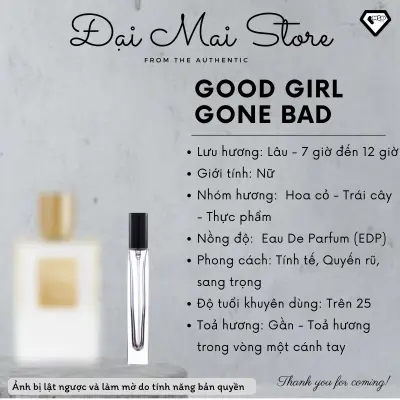 Đại Mai Store
FROM THE AUTHENTIC
GOOD GIRL
GONE BAD
• Lưu hương: Lâu - 7 giờ đến 12 giờ
• Giới tính: Nữ
• Nhóm hương: Hoa cỏ - Trái cây
- Thực phẩm
• Nồng độ: Eau De Parfum (EDP)
• Phong cách: Tính tế, Quyến rũ,
sang trọng
• Độ tuổi khuyên dùng: Trên 25
• Toả hương: Gần - Toả hương
trong vòng một cánh tay
Ảnh bị lật ngược và làm mờ do tính năng bản quyền
Thank you for coming!